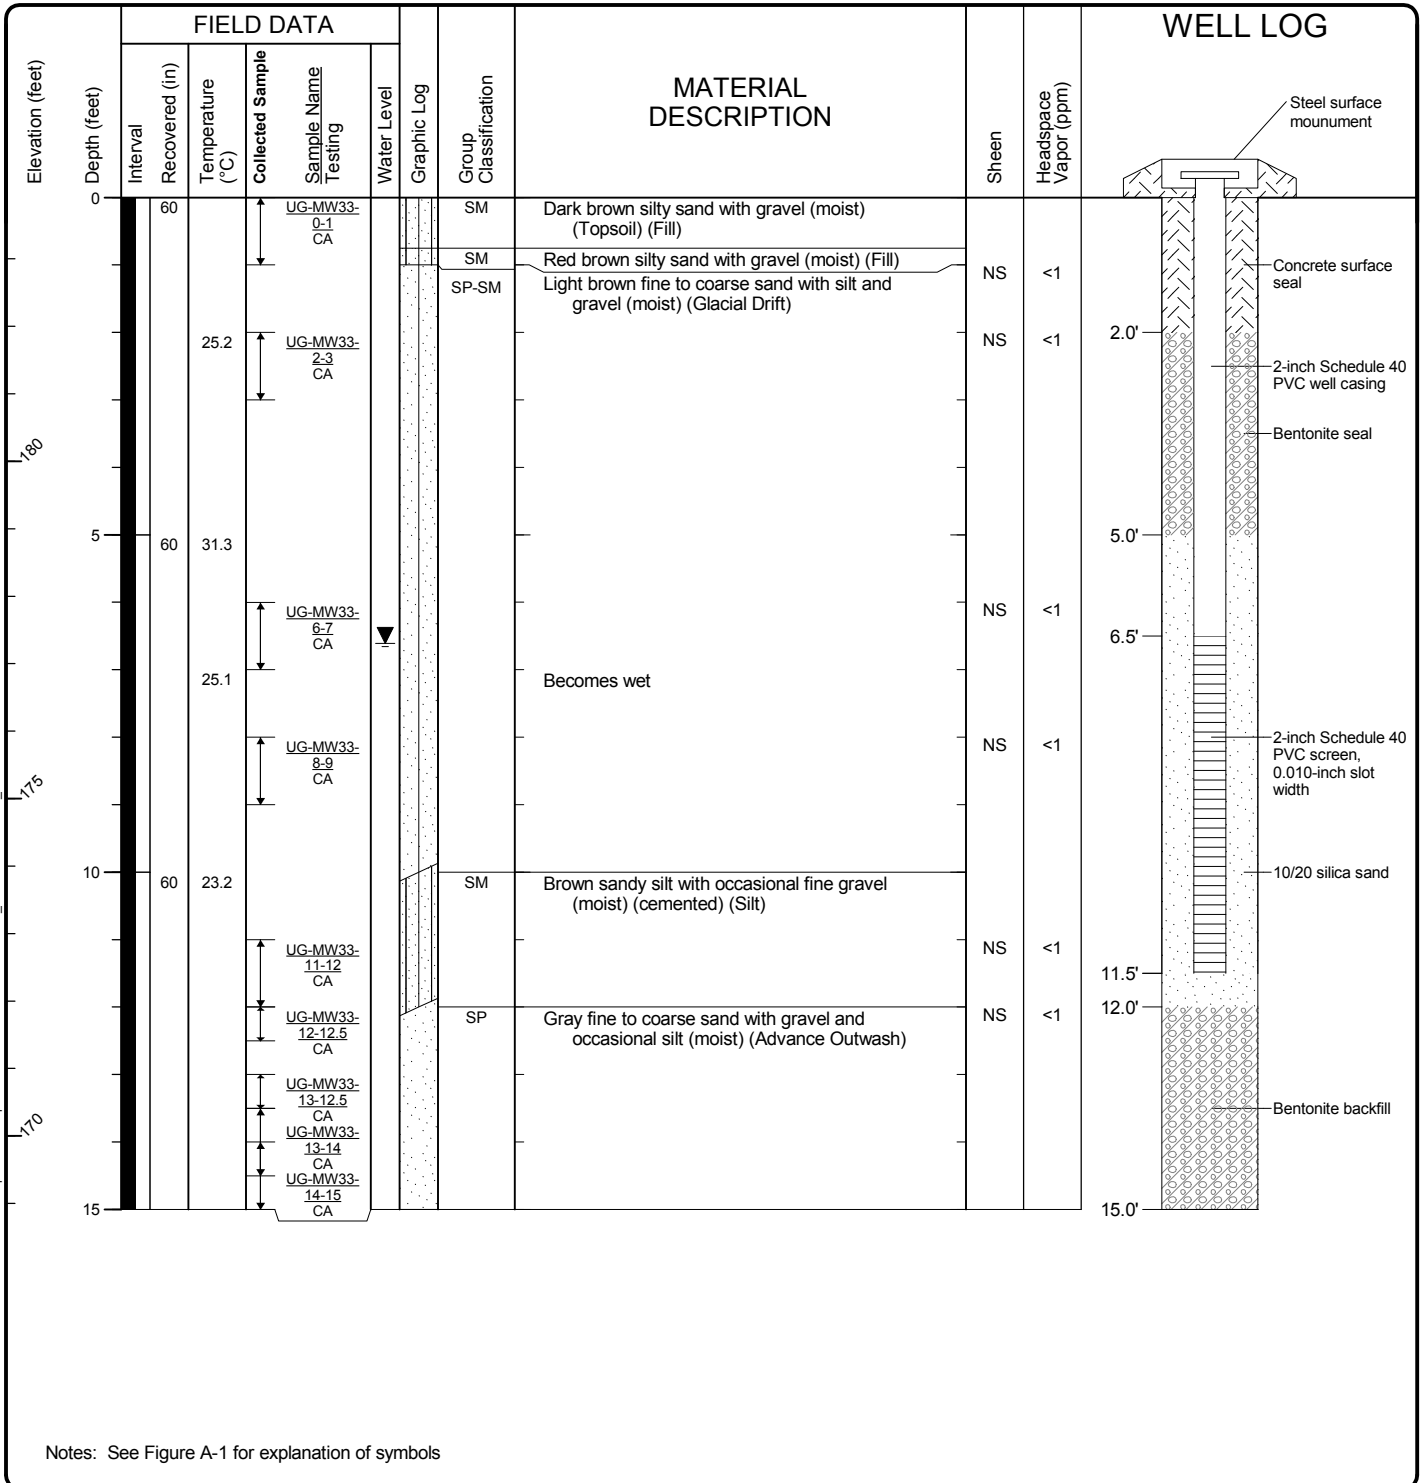 FIELD DATA
WELL LOG
Elevation (feet)
Depth (feet)
Interval
Recovered (in)
Temperature
(°C)
Collected Sample
Sample Name
Testing
Water Level
Graphic Log
Group
Classification
MATERIAL
DESCRIPTION
Sheen
Headspace
Vapor (ppm)
Steel surface
mounument
0
60
UG-MW33-
0-1
CA
SM
Dark brown silty sand with gravel (moist)
(Topsoil) (Fill)
SM
Red brown silty sand with gravel (moist) (Fill)
NS
<1
Concrete surface
seal
SP-SM
Light brown fine to coarse sand with silt and
gravel (moist) (Glacial Drift)
25.2
UG-MW33-
2-3
CA
NS
<1
2.0'
2-inch Schedule 40
PVC well casing
Bentonite seal
180
5
60
31.3
5.0'
UG-MW33-
6-7
CA
NS
<1
6.5'
25.1
Becomes wet
UG-MW33-
8-9
CA
NS
<1
2-inch Schedule 40
PVC screen,
0.010-inch slot
width
175
10
60
23.2
SM
Brown sandy silt with occasional fine gravel
(moist) (cemented) (Silt)
10/20 silica sand
UG-MW33-
11-12
CA
NS
<1
11.5'
12.0'
UG-MW33-
12-12.5
CA
SP
Gray fine to coarse sand with gravel and
occasional silt (moist) (Advance Outwash)
NS
<1
UG-MW33-
13-12.5
CA
Bentonite backfill
170
UG-MW33-
13-14
CA
UG-MW33-
14-15
CA
15
15.0'
Notes: See Figure A-1 for explanation of symbols